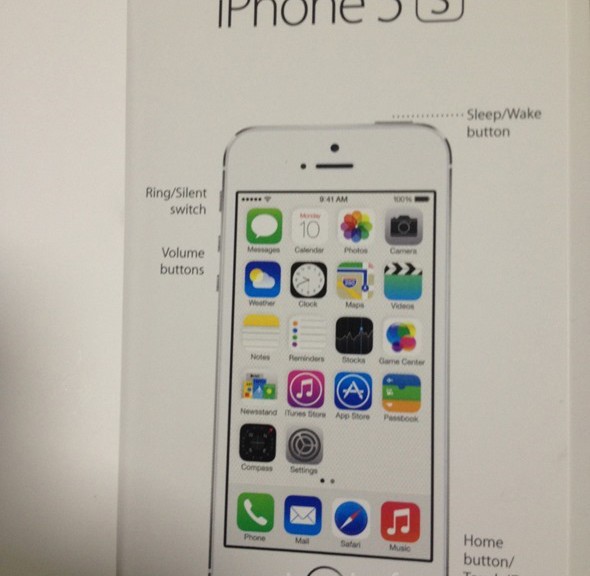 iPhone 5 S
Sleep/Wake
button
Ring/Silent
switch
9:41 AM
100%
Monday
10
Messages
Calendar
Photos
Camera
Volume
buttons
Weather
Clock
Maps
Videos
Notes
Reminders
Stocks
Game Center
Newsstand
iTunes Store
App Store
Passbook
Compass
Settings
Phone
Mail
Safari
Music
Home
button/